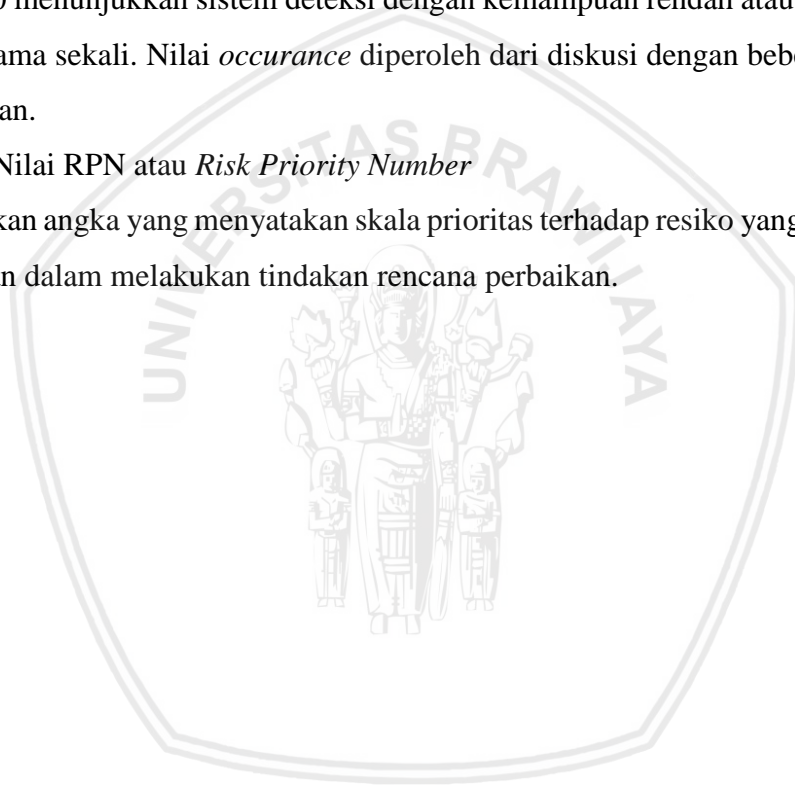 menunjukkan sistem deteksi dengan kemampuan rendah atau
ama sekali. Nilai occurance diperoleh dari diskusi dengan beb
an.
Nilai RPN atau Risk Priority Number
kan angka yang menyatakan skala prioritas terhadap resiko yang
n dalam melakukan tindakan rencana perbaikan.
UNIVERSITAS BRAWIJAYA